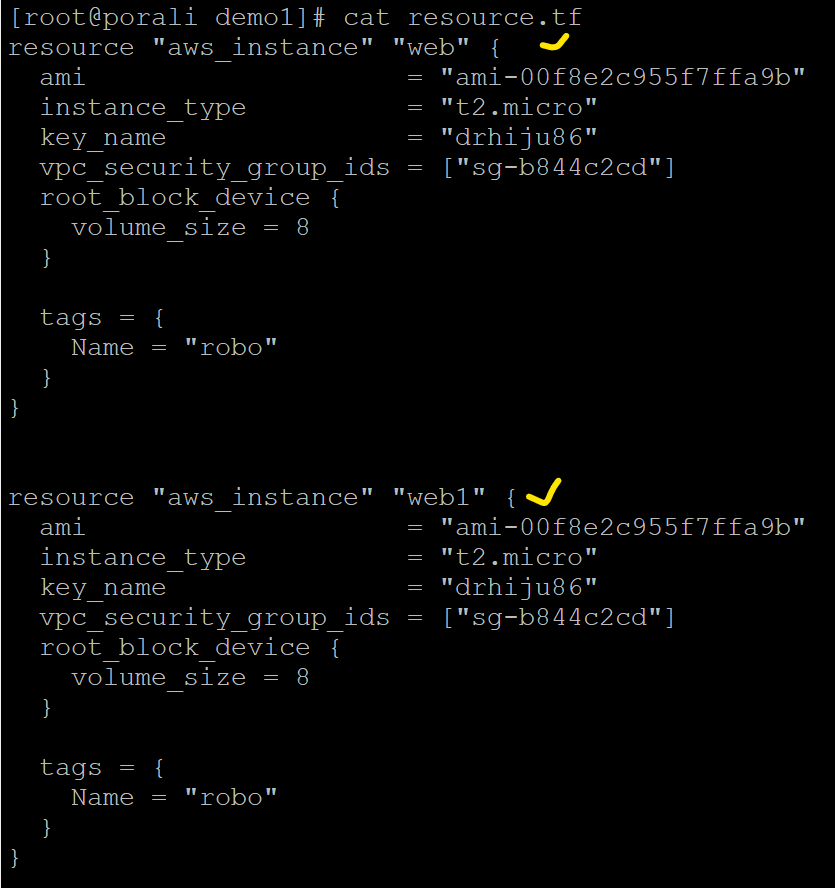 [root@porali demo1]# cat resource.tf
resource "aws_instance" "web" {
  ami                    = "ami-00f8e2c955f7ffa9b"
  instance_type          = "t2.micro"
  key_name               = "drhiju86"
  vpc_security_group_ids = ["sg-b844c2cd"]
  root_block_device {
    volume_size = 8
  }
  tags = {
    Name = "robo"
  }
}
resource "aws_instance" "web1" {
  ami                    = "ami-00f8e2c955f7ffa9b"
  instance_type          = "t2.micro"
  key_name               = "drhiju86"
  vpc_security_group_ids = ["sg-b844c2cd"]
  root_block_device {
    volume_size = 8
  }
  tags = {
    Name = "robo"
  }
}